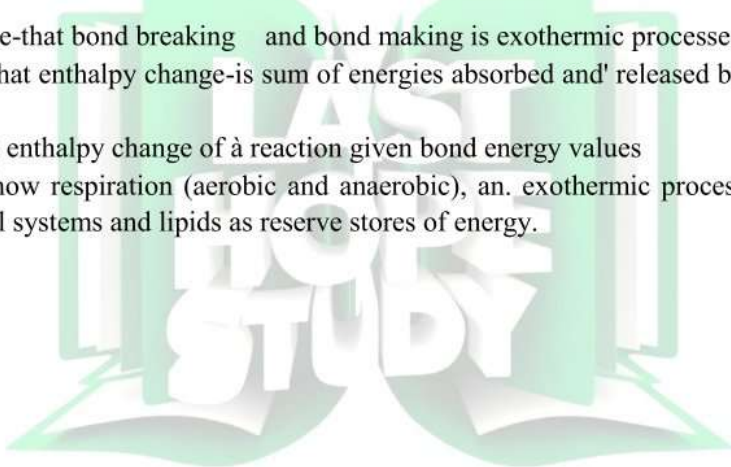 e-that bond breaking and bond making is exothermic processe
hat enthalpy change-is sum of energies absorbed and' released b
enthalpy change of à reaction given bond energy values
now respiration (aerobic and anaerobic), an. exothermic proces
l systems and lipids as reserve stores of energy.
LAST
HOPE
STUDY